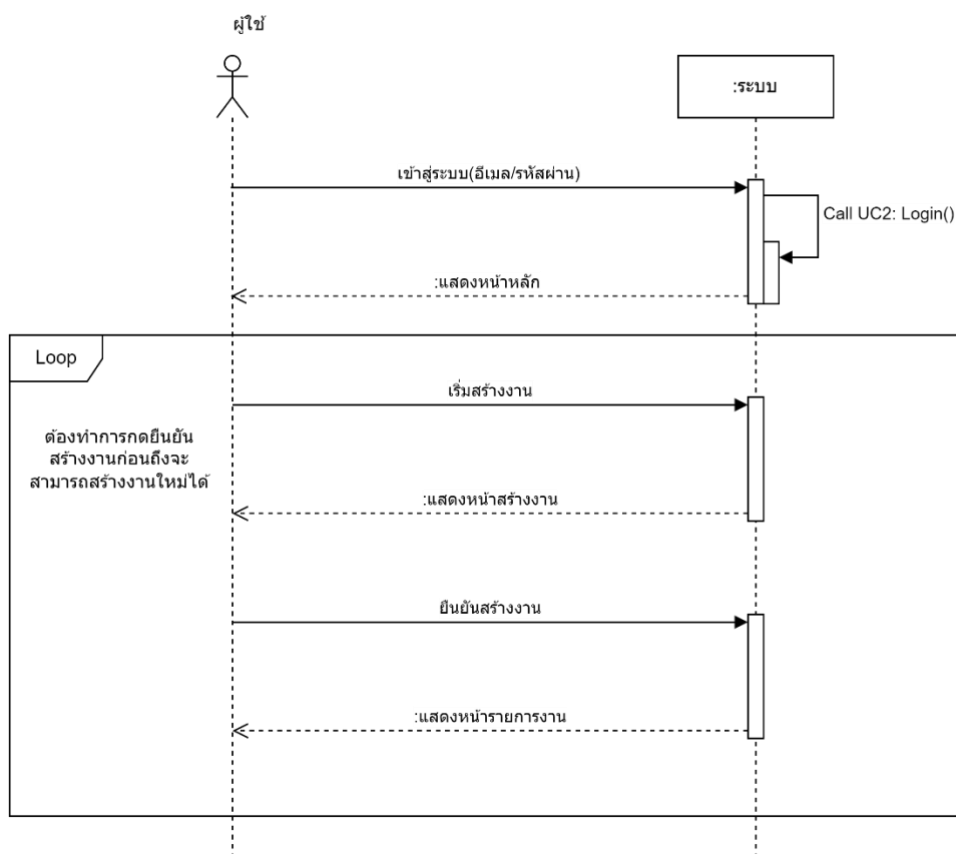 ผู้ใช้
:ระบบ
เข้าสู่ระบบ(อีเมล/รหัสผ่าน)
Call UC2: Login()
:แสดงหน้าหลัก
Loop
เริ่มสร้างงาน
ต้องทำการกดยืนยัน
สร้างงานก่อนถึงจะ
สามารถสร้างงานใหม่ได้
:แสดงหน้าสร้างงาน
ยืนยันสร้างงาน
:แสดงหน้ารายการงาน